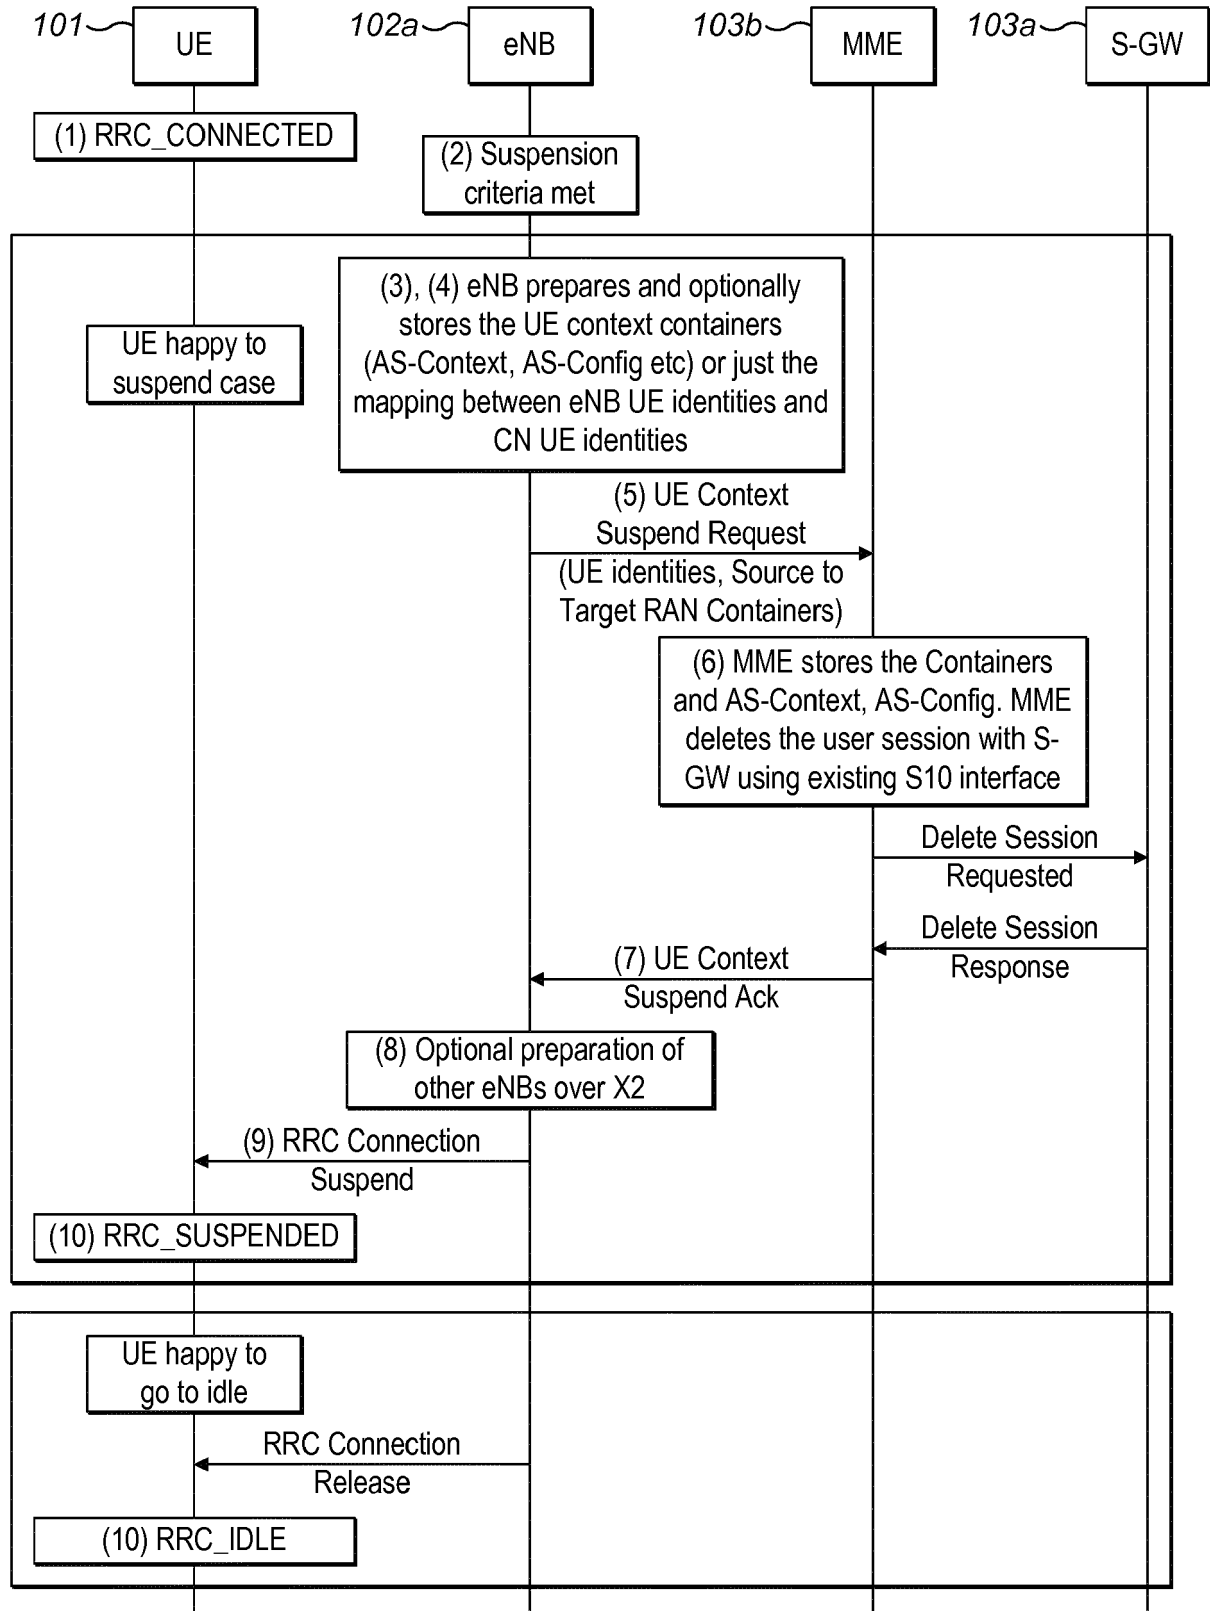 101
UE
102a
eNB
103b
MME
103a
S-GW
(1) RRC_CONNECTED
(2) Suspension
criteria met
(3), (4) eNB prepares and optionally
stores the UE context containers
(AS-Context, AS-Config etc) or just the
mapping between eNB UE identities and
CN UE identities
UE happy to
suspend case
(5) UE Context
Suspend Request
(UE identities, Source to
Target RAN Containers)
(6) MME stores the Containers
and AS-Context, AS-Config. MME
deletes the user session with S-
GW using existing S10 interface
Delete Session
Requested
Delete Session
Response
(7) UE Context
Suspend Ack
(8) Optional preparation of
other eNBs over X2
(9) RRC Connection
Suspend
(10) RRC_SUSPENDED
UE happy to
go to idle
RRC Connection
Release
(10) RRC_IDLE